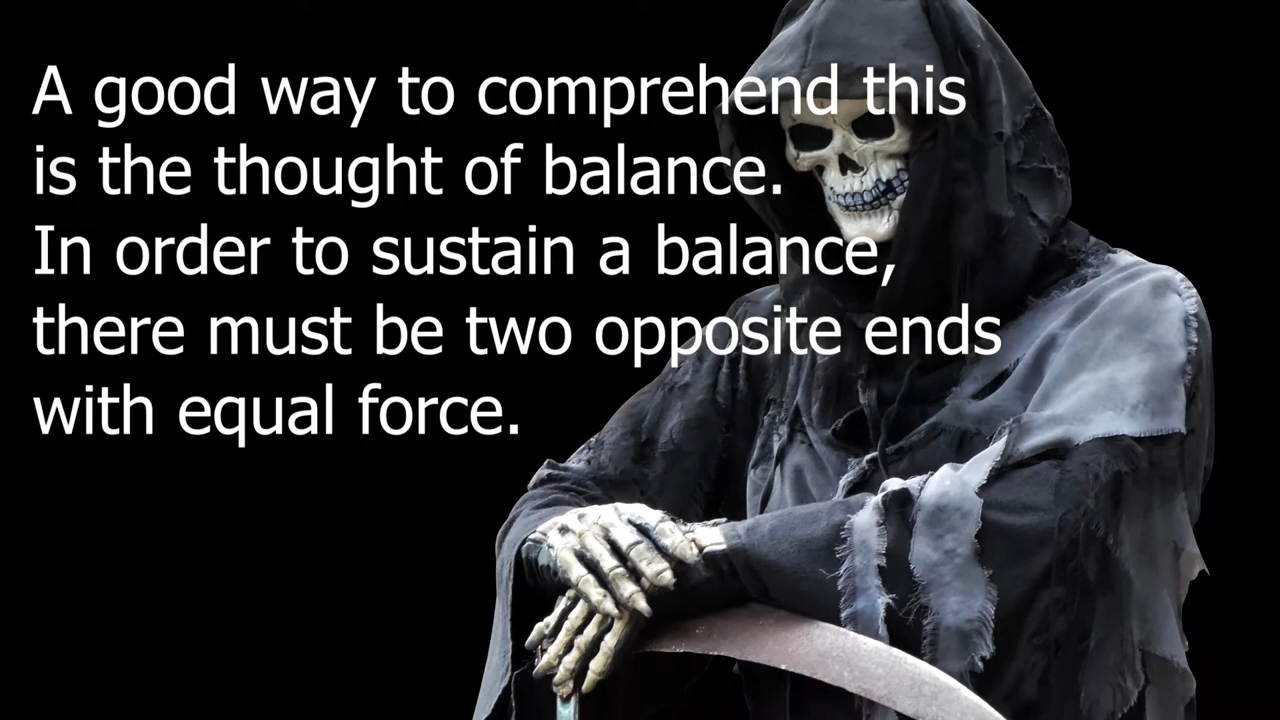 A good way to comprehend this
is the thought of balance.
In order to sustain a balance,
there must be two opposite ends
with equal force.